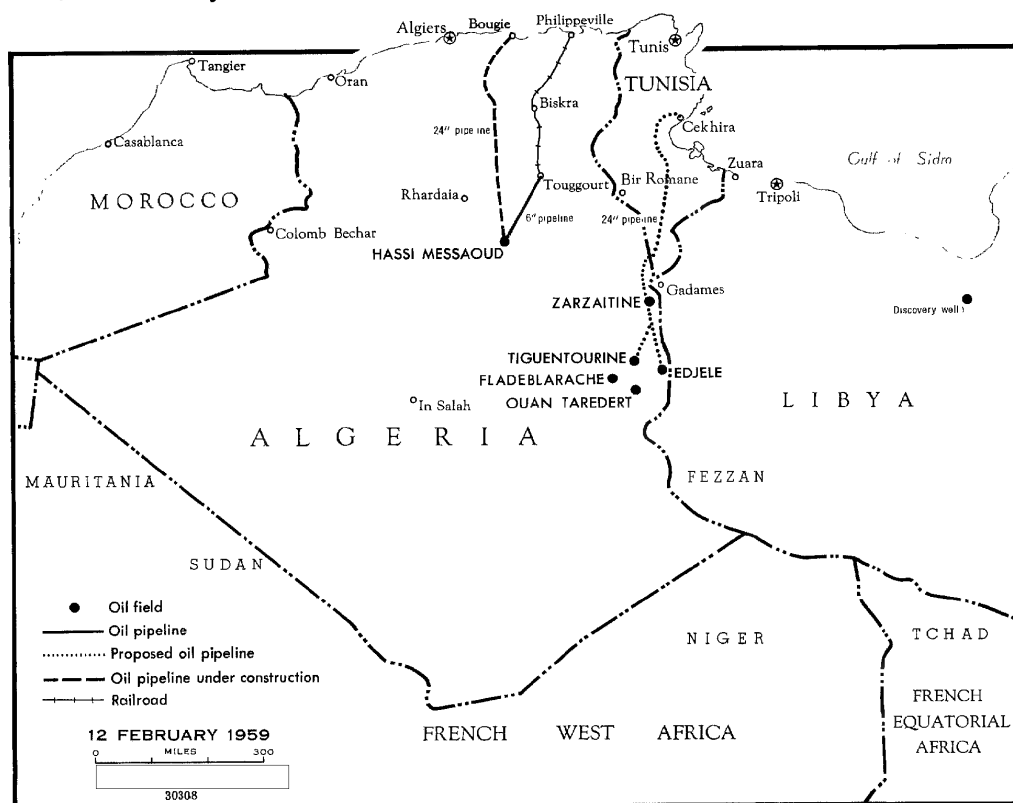 Algiers
Bougie
Philippeville
Tunis
Tangier
Oran
TUNISIA
Biskra
Casablanca
24" pipeline
Cekhira
Zuara
Gulf of Sidra
Touggourt
Bir Romane
Tripoli
MOROCCO
Rhardaia
6" pipeline
24" pipeline
Colomb Bechar
HASSI MESSAOUD
Gadames
ZARZAITINE
Discovery well
TIGUENTOURINE
FLADEBLARACHE
EDJELE
OUAN TAREDERT
In Salah
LIBYA
ALGERIA
MAURITANIA
FEZZAN
SUDAN
Oil field
Oil pipeline
Proposed oil pipeline
Oil pipeline under construction
Railroad
NIGER
TCHAD
FRENCH WEST AFRICA
FRENCH
EQUATORIAL
AFRICA
12 FEBRUARY 1959
0 MILES 300
30308